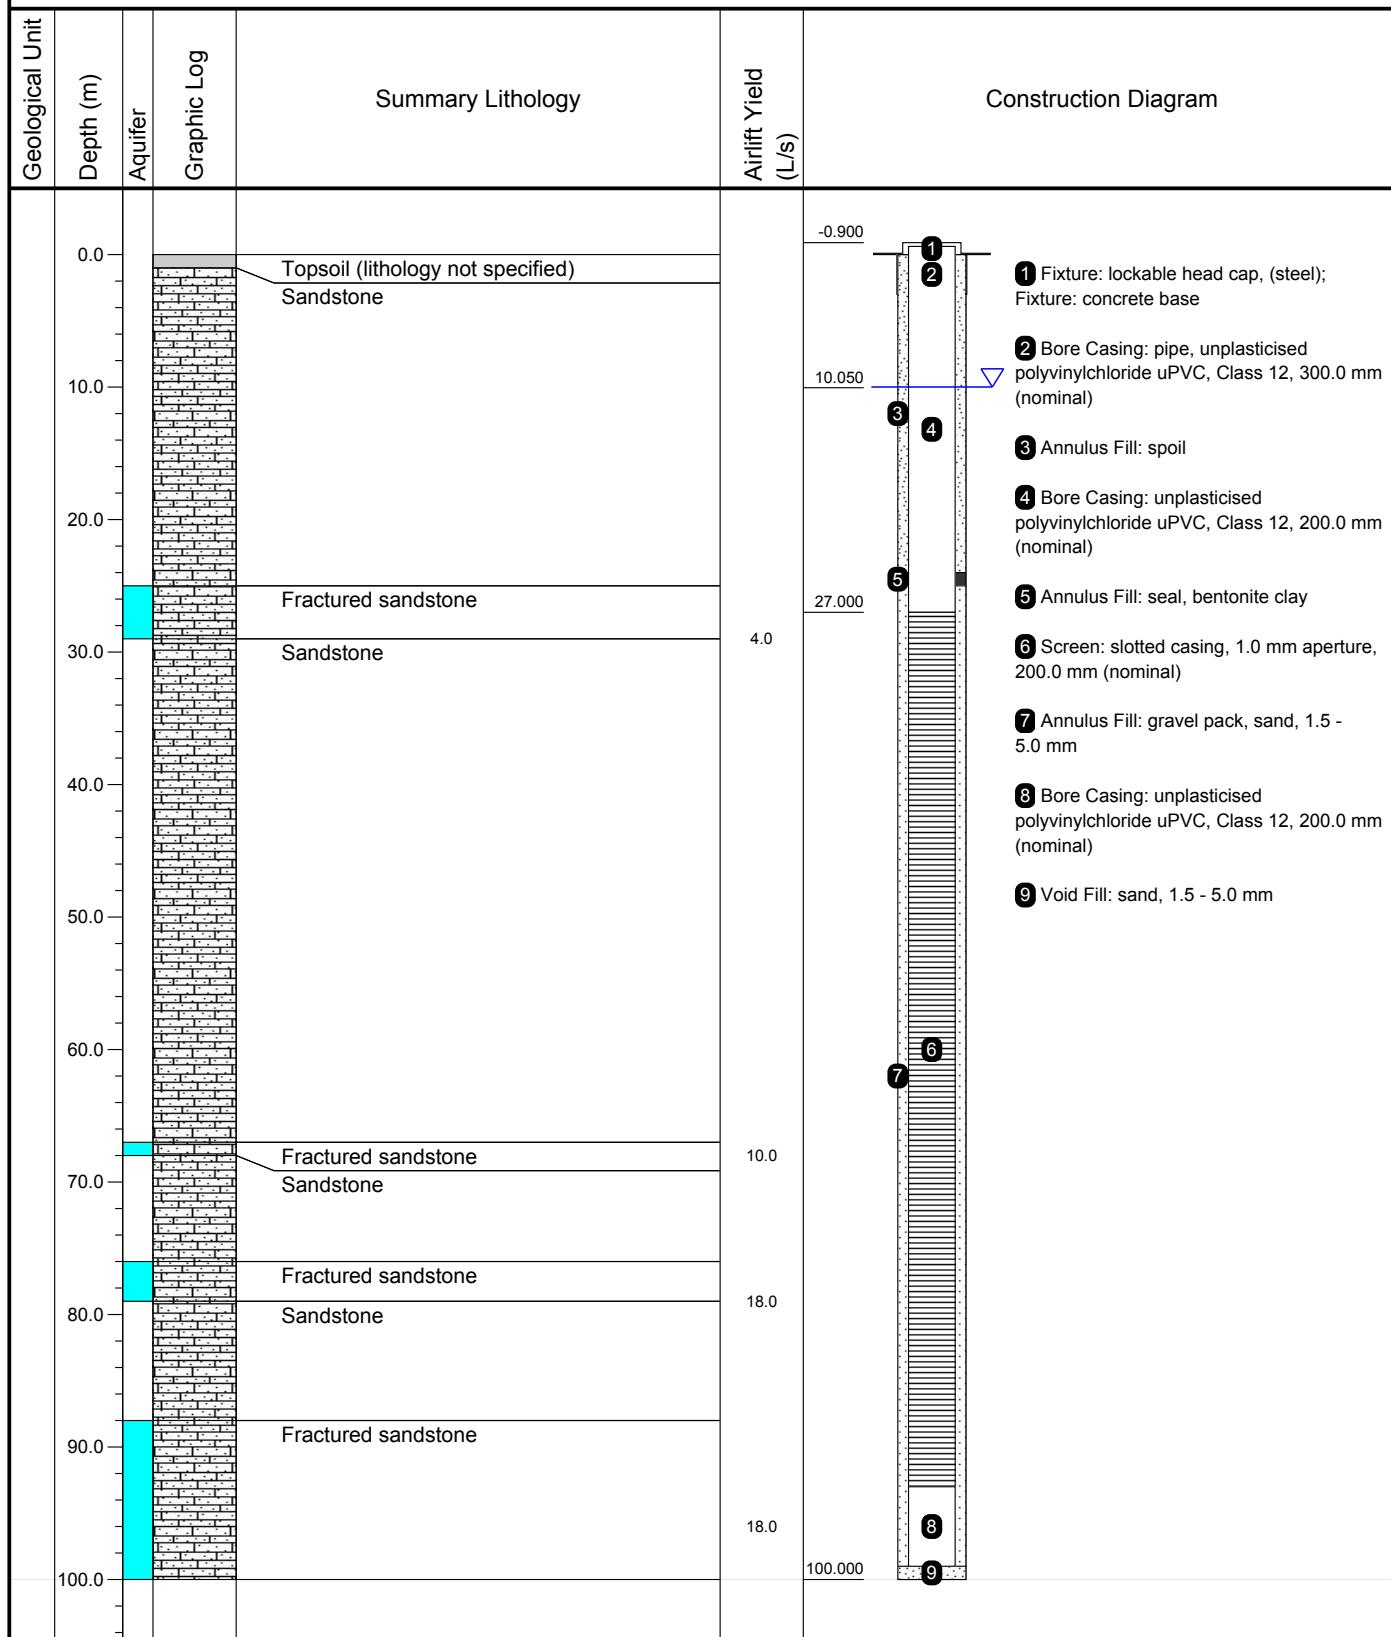 Geological Unit
Depth (m)
Aquifer
Graphic Log
Summary Lithology
Airlift Yield
(L/s)
Construction Diagram
-0.900
0.0
Topsoil (lithology not specified)
Sandstone
1
2
1 Fixture: lockable head cap, (steel);
Fixture: concrete base
2 Bore Casing: pipe, unplasticised
polyvinylchloride uPVC, Class 12, 300.0 mm
(nominal)
10.0
10.050
3
4
3 Annulus Fill: spoil
4 Bore Casing: unplasticised
polyvinylchloride uPVC, Class 12, 200.0 mm
(nominal)
20.0
5
5 Annulus Fill: seal, bentonite clay
Fractured sandstone
27.000
4.0
30.0
Sandstone
6 Screen: slotted casing, 1.0 mm aperture,
200.0 mm (nominal)
7 Annulus Fill: gravel pack, sand, 1.5 -
5.0 mm
40.0
8 Bore Casing: unplasticised
polyvinylchloride uPVC, Class 12, 200.0 mm
(nominal)
9 Void Fill: sand, 1.5 - 5.0 mm
50.0
60.0
6
7
Fractured sandstone
10.0
70.0
Sandstone
Fractured sandstone
18.0
80.0
Sandstone
Fractured sandstone
90.0
18.0
8
100.0
100.000
9